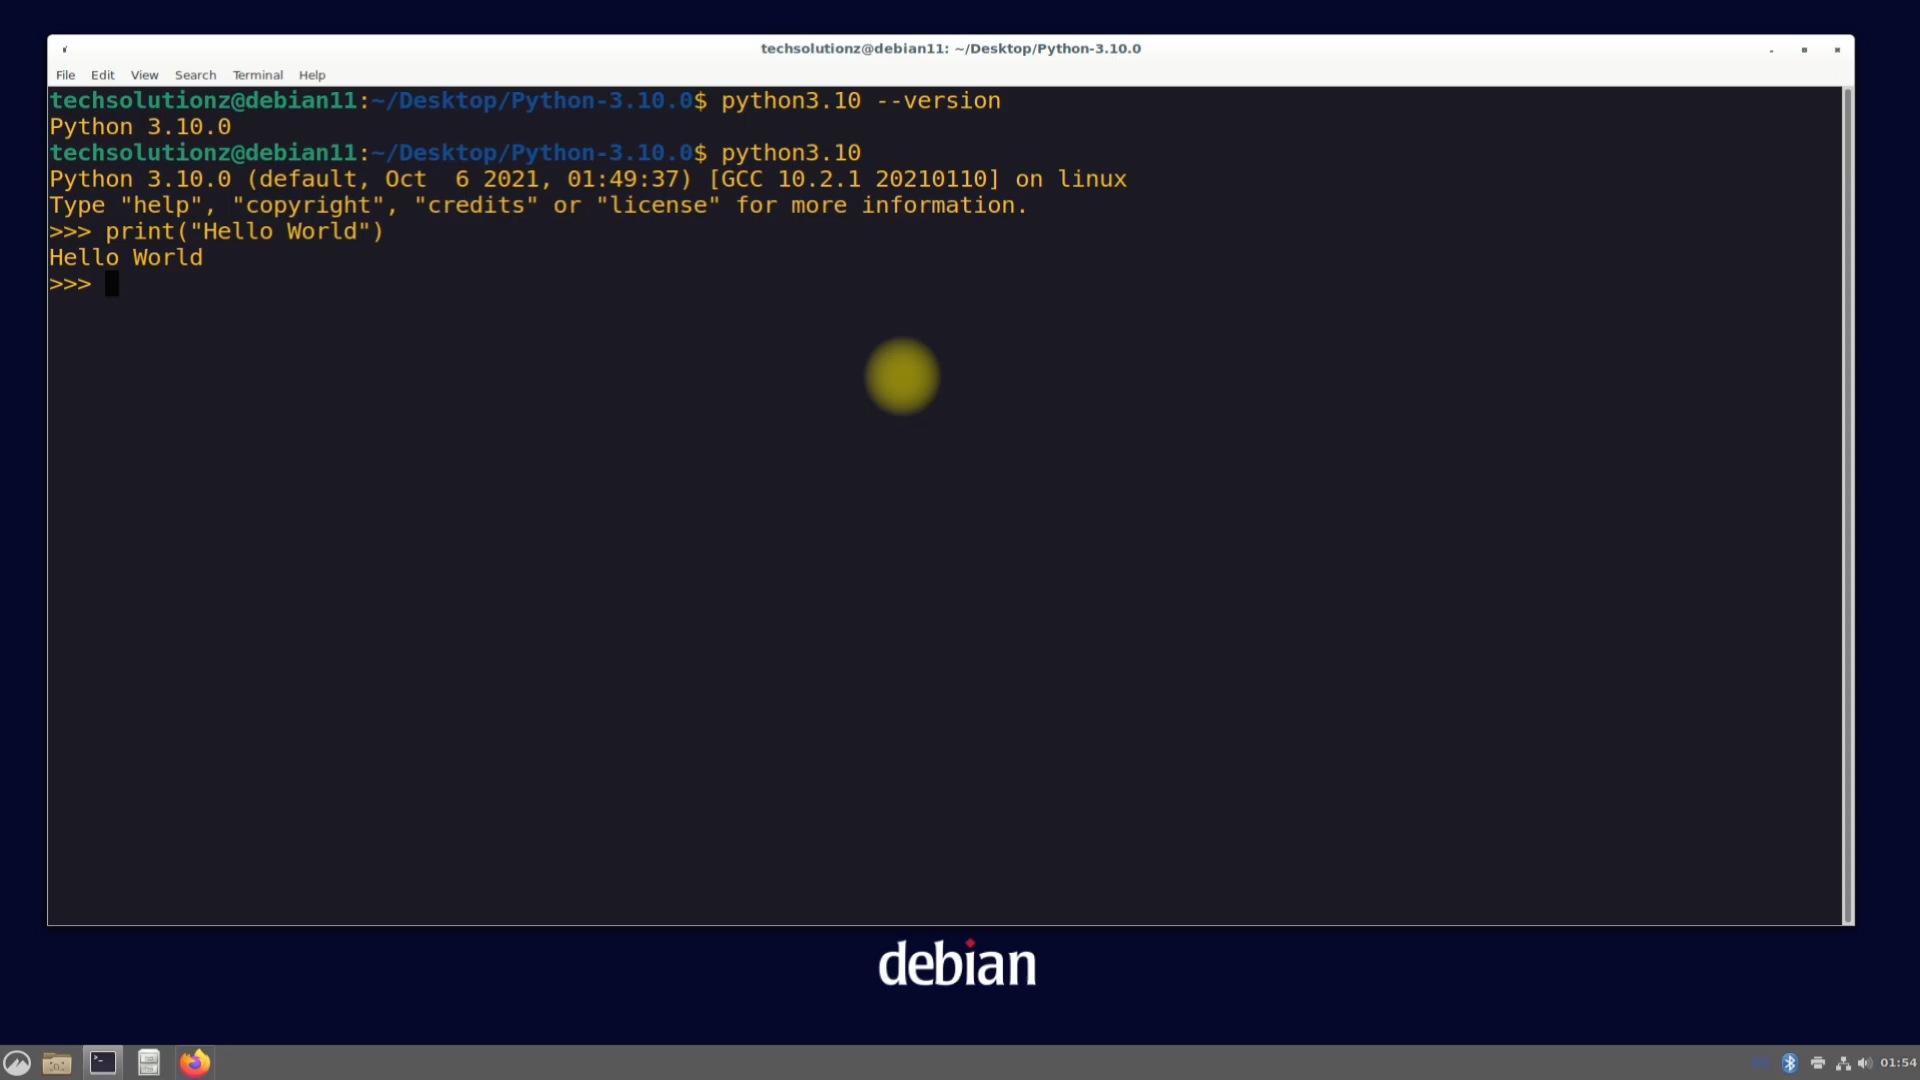 techsolutionz@debian11: ~/Desktop/Python-3.10.0
File Edit View Search Terminal Help
techsolutionz@debian11:~/Desktop/Python-3.10.0$ python3.10 --version
Python 3.10.0
techsolutionz@debian11:~/Desktop/Python-3.10.0$ python3.10
Python 3.10.0 (default, Oct  6 2021, 01:49:37) [GCC 10.2.1 20210110] on linux
Type "help", "copyright", "credits" or "license" for more information.
>>> print("Hello World")
Hello World
>>>
debian
01:54